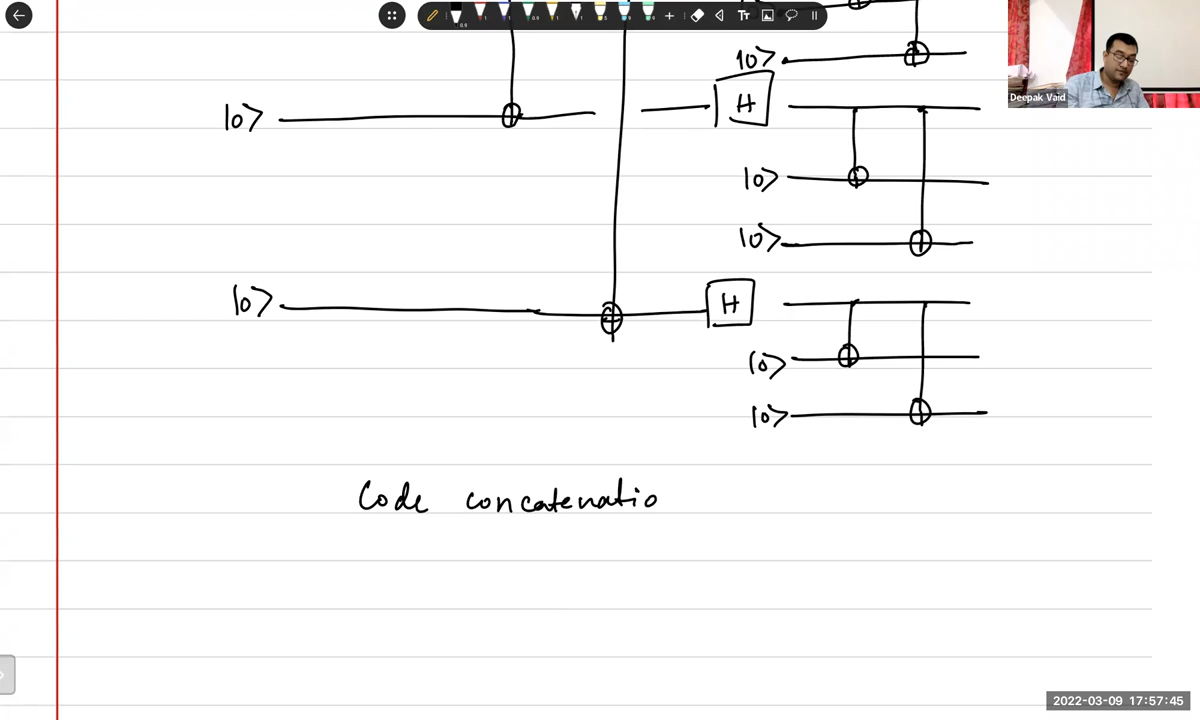 |0>
Deepak Vaid
|0> H
|0>
|0>
|0> H
|0>
|0>
Code concatenatio
2022-03-09 17:57:45